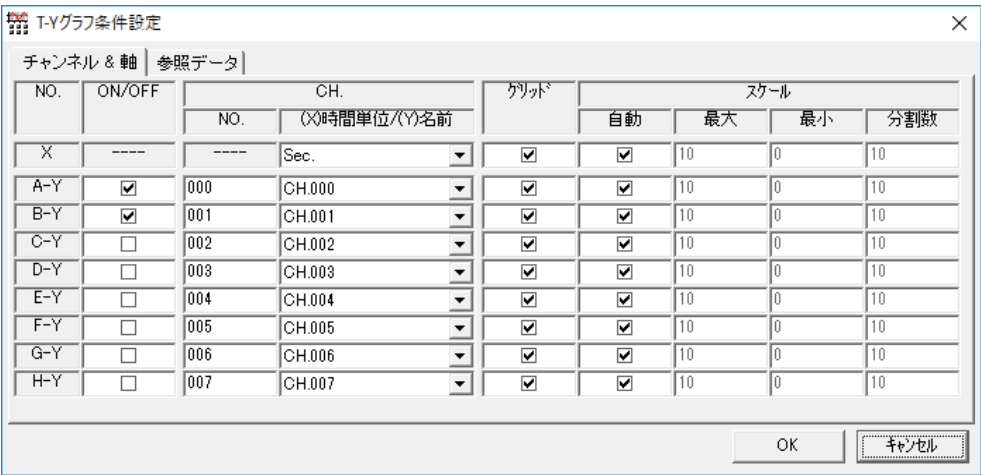 T-Yグラフ条件設定
チャンネル & 軸 参照データ
NO. ON/OFF CH. グリッド スケール
NO. (X)時間単位/(Y)名前 自動 最大 最小 分割数
X ---- ---- Sec. 10 0 10
A-Y 000 CH.000 10 0 10
B-Y 001 CH.001 10 0 10
C-Y 002 CH.002 10 0 10
D-Y 003 CH.003 10 0 10
E-Y 004 CH.004 10 0 10
F-Y 005 CH.005 10 0 10
G-Y 006 CH.006 10 0 10
H-Y 007 CH.007 10 0 10
OK キャンセル